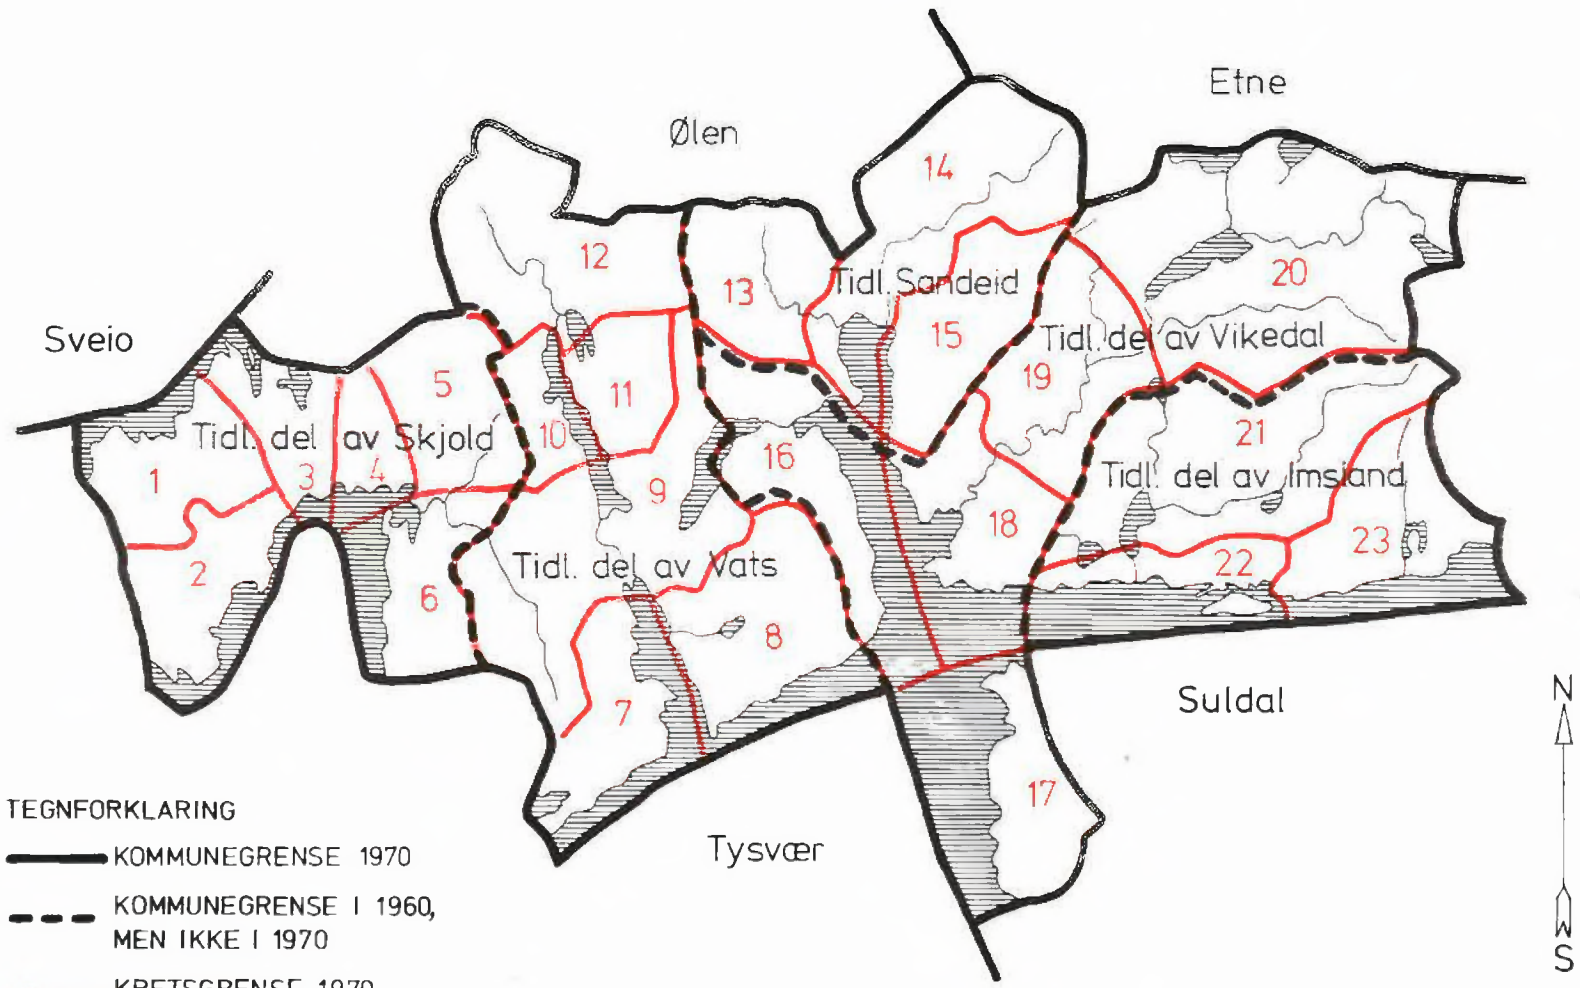 Etne
Ølen
14
12
13
Tidl. Sandeid
20
Sveio
5
15
Tidl. del av Vikedal
19
11
Tidl. del av Skjold
10
21
1
3
4
16
9
Tidl. del av Imsland
18
23
2
6
Tidl. del av Vats
22
8
7
Suldal
N
17
TEGNFORKLARING
KOMMUNEGRENSE 1970
Tysvær
KOMMUNEGRENSE I 1960,
MEN IKKE I 1970
S
KRETSGRENSE 1970